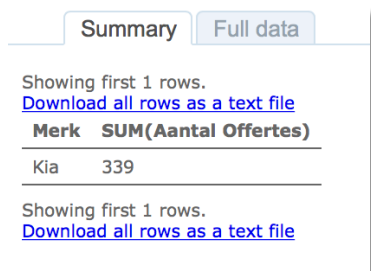 Summary Full data
Showing first 1 rows.
Download all rows as a text file
Merk SUM(Aantal Offertes)
Kia 339
Showing first 1 rows.
Download all rows as a text file